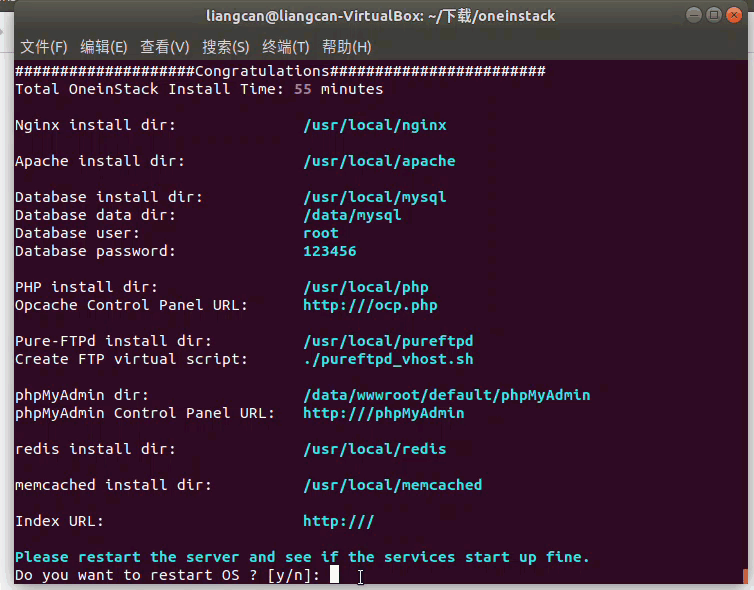 liangcan@liangcan-VirtualBox: ~/下载/oneinstack
文件(F) 编辑(E) 查看(V) 搜索(S) 终端(T) 帮助(H)
####################Congratulations########################
Total OneinStack Install Time: 55 minutes
Nginx install dir: /usr/local/nginx
Apache install dir: /usr/local/apache
Database install dir: /usr/local/mysql
Database data dir: /data/mysql
Database user: root
Database password: 123456
PHP install dir: /usr/local/php
Opcache Control Panel URL: http:///ocp.php
Pure-FTPd install dir: /usr/local/pureftpd
Create FTP virtual script: ./pureftpd_vhost.sh
phpMyAdmin dir: /data/wwwroot/default/phpMyAdmin
phpMyAdmin Control Panel URL: http:///phpMyAdmin
redis install dir: /usr/local/redis
memcached install dir: /usr/local/memcached
Index URL: http:///
Please restart the server and see if the services start up fine.
Do you want to restart OS ? [y/n]: